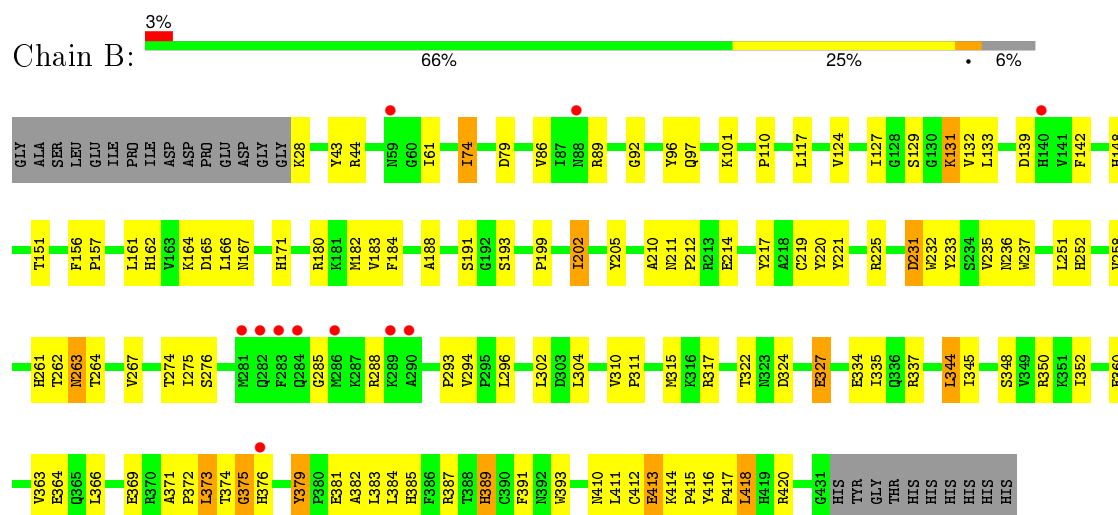 3%
Chain B:
66% 25% • 6%
GLY ALA SER LEU GLU ILE PRO ILE ASP ASP PRO GLU ASP GLY GLY K28 Y43 R44 N59 G60 I61 I74 D79 V86 I87 N88 R89 G92 Y96 Q97 K101 P110 L117 V124 I127 G128 S129 G130 K131 V132 L133 D139 H140 V141 F142 H148
T151 F156 P157 L161 H162 V163 K164 D165 L166 N167 H171 R180 K181 M182 V183 F184 A188 S191 G192 S193 P199 I202 Y205 A210 N211 P212 R213 E214 Y217 A218 C219 Y220 Y221 R225 D231 W232 Y233 S234 V235 N236 W237 L251 H252
H261 T262 N263 T264 V267 T274 I275 S276 M281 Q282 F283 Q284 G285 M286 K287 R288 K289 A290 P293 V294 P295 L296 L302 D303 L304 V310 P311 M315 K316 R317 T322 N323 D324 E327 E334 I335 Q336 R337 L344 I345 S348 V349 R350 K351 I352
V363 E364 Q365 L366 E369 R370 A371 P372 L373 T374 G375 H376 Y379 P380 E381 A382 L383 L384 H385 F386 R387 T388 H389 C390 F391 N392 W393 N410 L411 C412 E413 K414 P415 Y416 P417 L418 H419 R420 G431 HIS TYR GLY THR HIS HIS HIS HIS HIS HIS